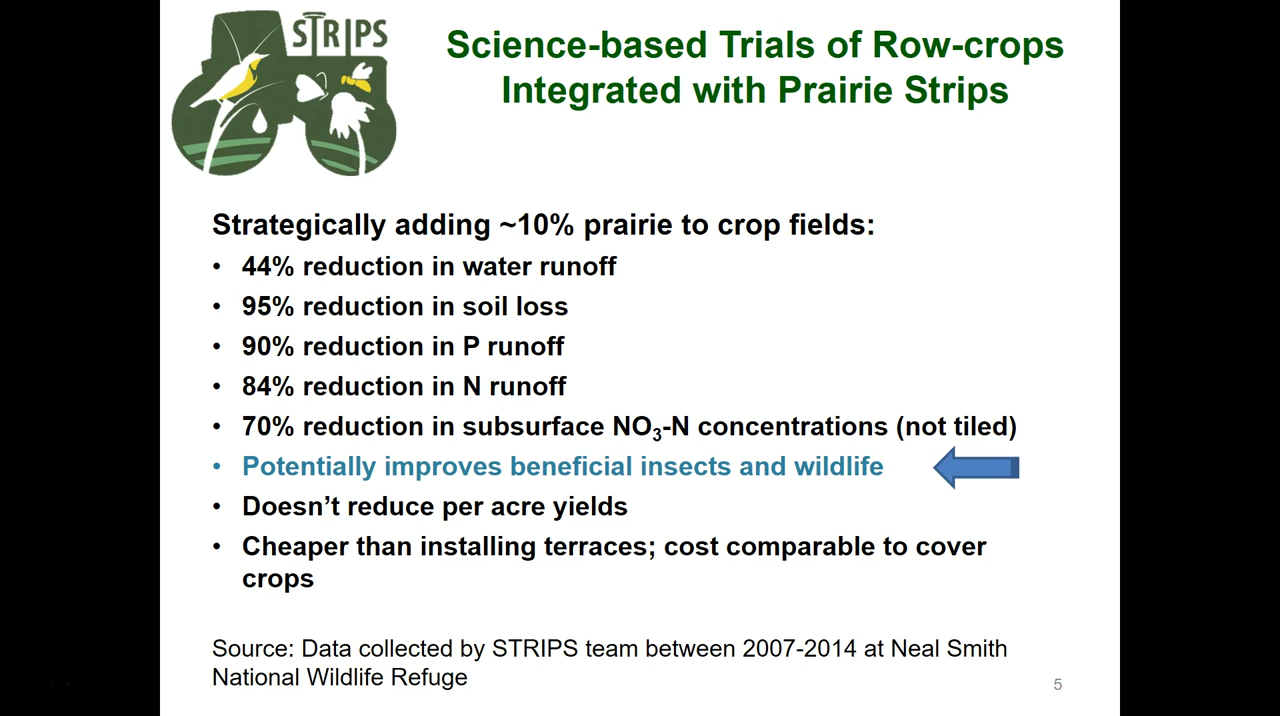 STRIPS
Science-based Trials of Row-crops
Integrated with Prairie Strips
Strategically adding ~10% prairie to crop fields:
• 44% reduction in water runoff
• 95% reduction in soil loss
• 90% reduction in P runoff
• 84% reduction in N runoff
• 70% reduction in subsurface NO₃-N concentrations (not tiled)
• Potentially improves beneficial insects and wildlife
• Doesn’t reduce per acre yields
• Cheaper than installing terraces; cost comparable to cover
crops
Source: Data collected by STRIPS team between 2007-2014 at Neal Smith
National Wildlife Refuge
5